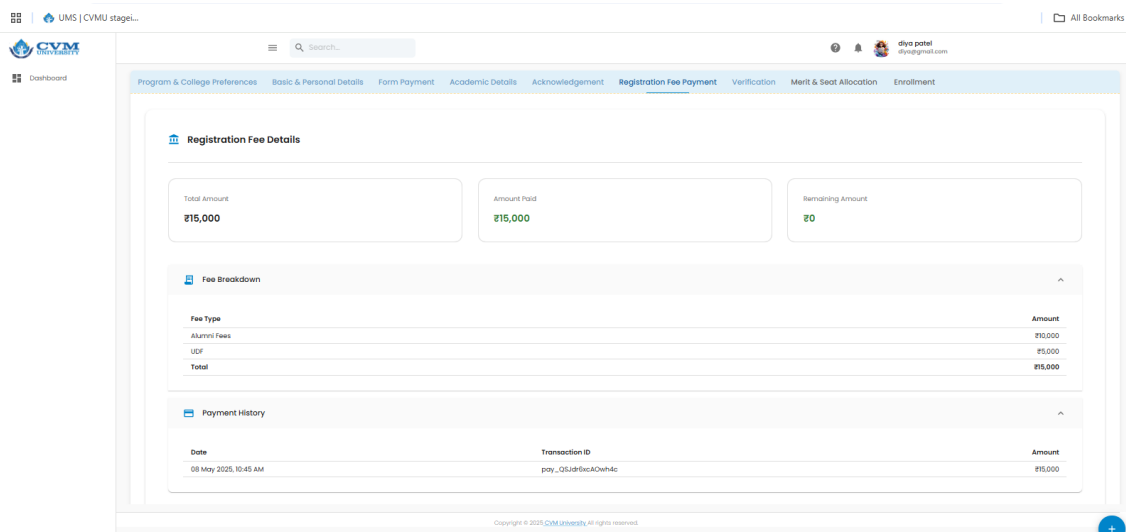 UMS | CVMU stagei...
All Bookmarks
CVM
UNIVERSITY
Search...
diya patel
diya@gmail.com
Dashboard
Program & College Preferences Basic & Personal Details Form Payment Academic Details Acknowledgement Registration Fee Payment Verification Merit & Seat Allocation Enrollment
Registration Fee Details
Total Amount Amount Paid Remaining Amount
₹15,000 ₹15,000 ₹0
Fee Breakdown
Fee Type Amount
Alumni Fees ₹10,000
UDF ₹5,000
Total ₹15,000
Payment History
Date Transaction ID Amount
08 May 2025, 10:45 AM pay_QSJdr6xcAOwh4c ₹15,000
Copyright © 2025 CVM University All rights reserved.